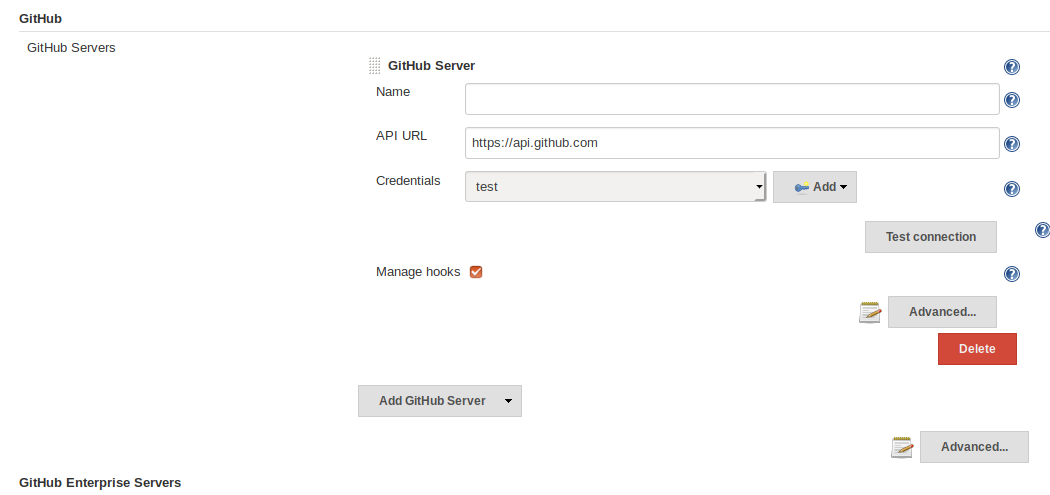 GitHub
GitHub Servers
GitHub Server
Name
API URL
https://api.github.com
Credentials
test
Add
Test connection
Manage hooks
Advanced...
Delete
Add GitHub Server
Advanced...
GitHub Enterprise Servers